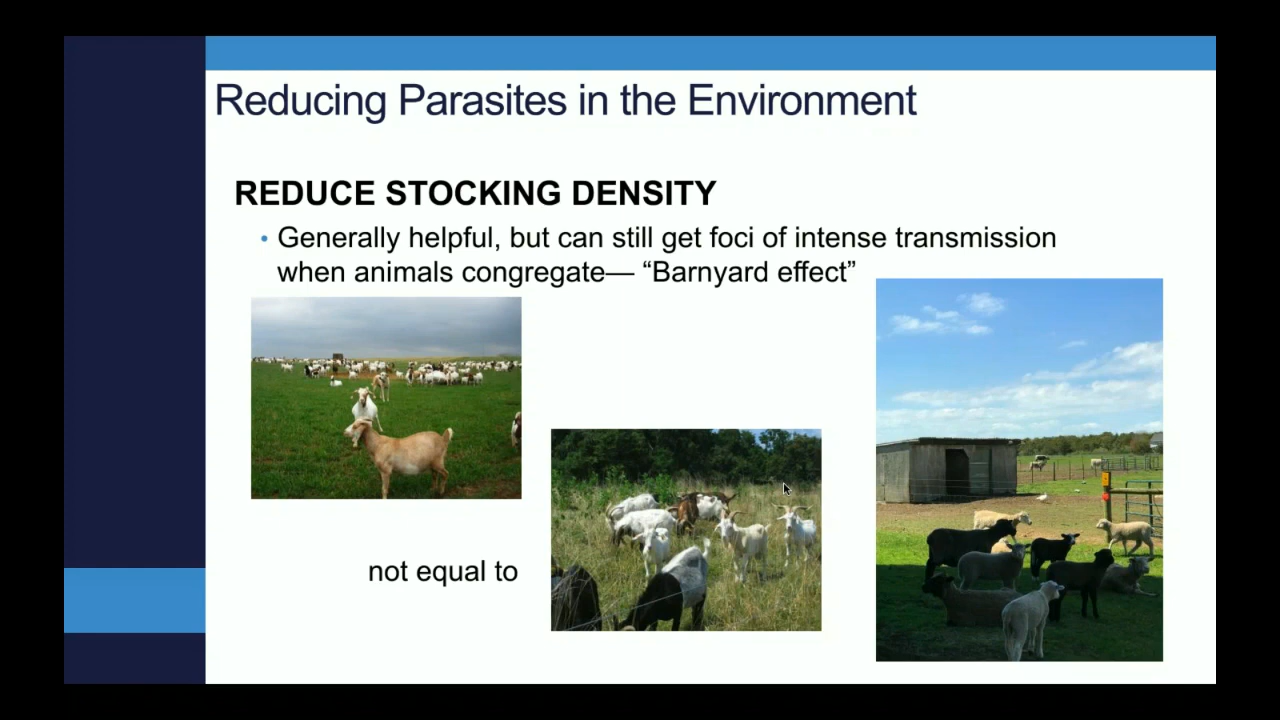 Reducing Parasites in the Environment
REDUCE STOCKING DENSITY
• Generally helpful, but can still get foci of intense transmission
when animals congregate— “Barnyard effect”
not equal to